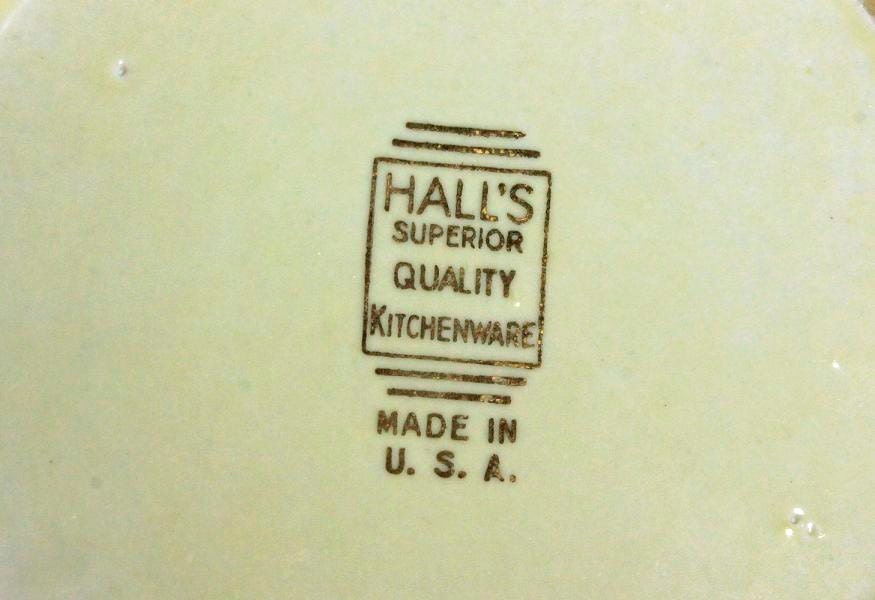 HALL'S
SUPERIOR
QUALITY
KITCHENWARE
MADE IN
U. S. A.